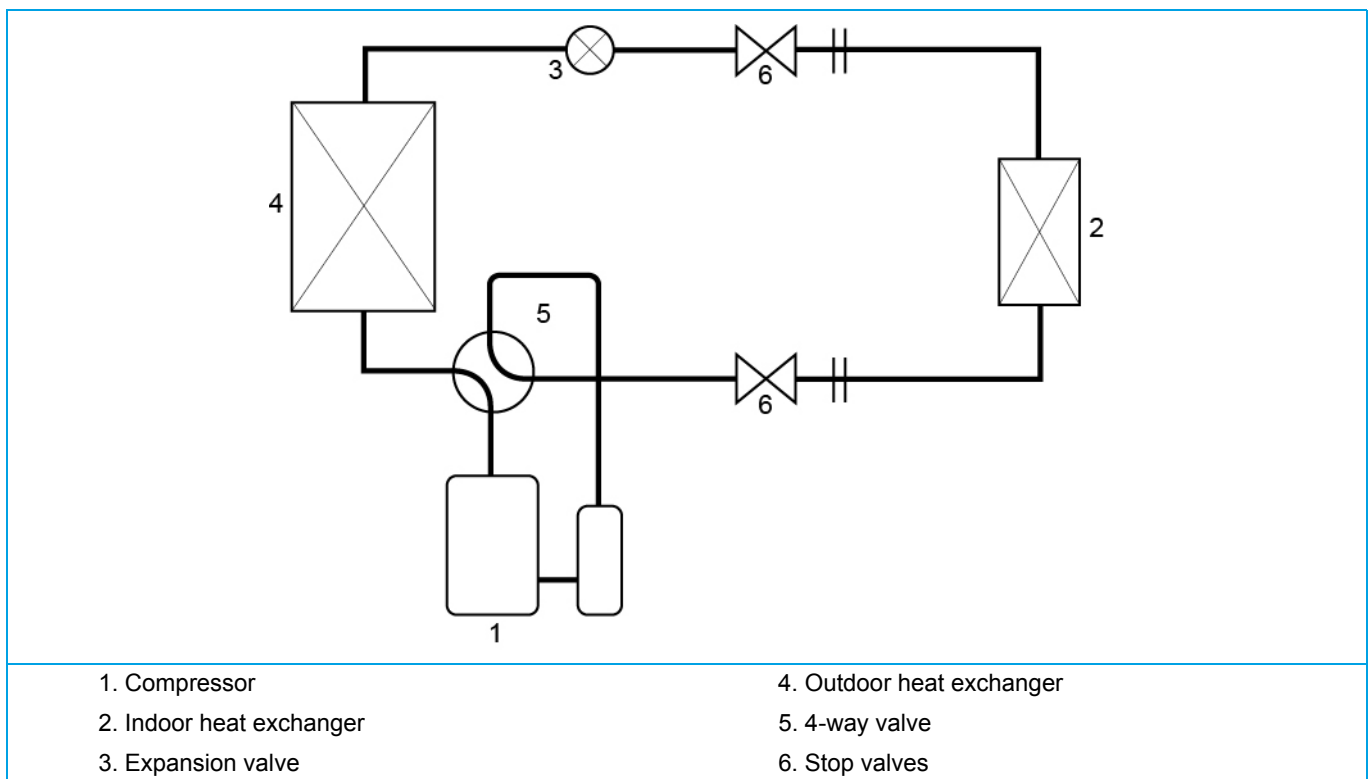 3
6
4
2
5
6
1
1. Compressor
2. Indoor heat exchanger
3. Expansion valve
4. Outdoor heat exchanger
5. 4-way valve
6. Stop valves